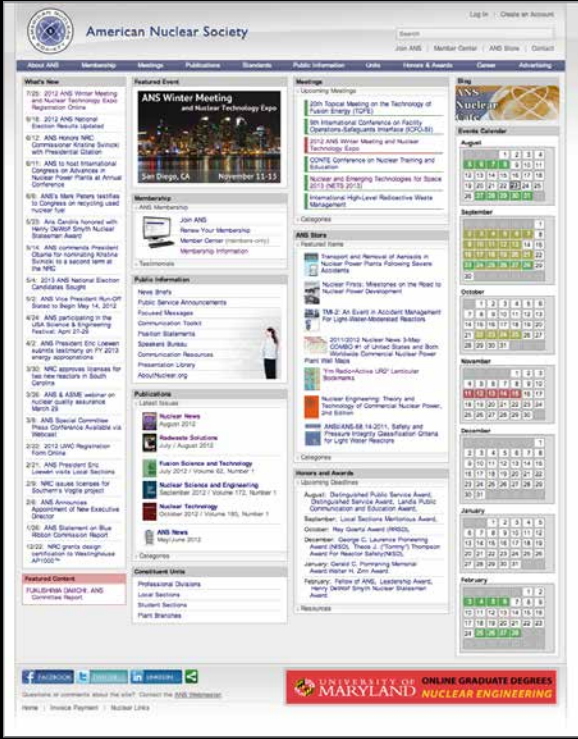 Log In | Create an Account
American Nuclear Society
Search
Join ANS | Member Center | ANS Store | Contact
About ANS Membership Meetings Publications Standards Public Information Units Honors & Awards Career Advertising
What's New
7/25: 2012 ANS Winter Meeting
and Nuclear Technology Expo
Registration Online
2012 ANS National
Election Results Updated
6/12: ANS Honors NRC
Commissioner Kristine Svinicki
with Presidential Citation
6/11: ANS to host International
Congress on Advances in
Nuclear Power Plants at Annual
Conference
ANS's Mark Peters testifies
to Congress on recycling used
nuclear fuel
Aris Candris honored with
Henry DeWolf Smyth Nuclear
Statesman Award
5/14: ANS commends President
Obama for nominating Kristine
Svinicki to a second term at
the NRC
5/4: 2013 ANS National Election
Candidates Sought
5/2: ANS Vice President Run-Off
Slated to Begin May 14, 2012
4/24: ANS participating in the
USA Science & Engineering
Festival: April 27-29
4/2: ANS President Eric Loewen
submits testimony on FY 2013
energy appropriations
3/30: NRC approves licenses for
two new reactors in South
Carolina
ANS & ASME webinar on
nuclear quality assurance
March 29
ANS Special Committee
Press Conference Available via
Webcast
2012 UWC Registration
Form Online
2/21: ANS President Eric
Loewen visits Local Sections
2/9: NRC issues licenses for
Southern's Vogtle project
2/6: ANS Announces
Appointment of New Executive
Director
ANS Statement on Blue
Ribbon Commission Report
12/22: NRC grants design
certification to Westinghouse
AP1000™
Featured Content
FUKUSHIMA DAIICHI: ANS
Committee Report
Featured Event
ANS Winter Meeting
and Nuclear Technology Expo
San Diego, CA November 11-15
Membership
ANS Membership
Join ANS
Renew Your Membership
Member Center (members-only)
Membership Information
Testimonials
Public Information
News Briefs
Public Service Announcements
Focused Messages
Communication Toolkit
Position Statements
Speakers Bureau
Communication Resources
Presentation Library
AboutNuclear.org
Publications
Latest Issues
Nuclear News
August 2012
Radwaste Solutions
July / August 2012
Fusion Science and Technology
July 2012 / Volume 62, Number 1
Nuclear Science and Engineering
September 2012 / Volume 172, Number 1
Nuclear Technology
October 2012 / Volume 180, Number 1
ANS News
May/June 2012
Categories
Constituent Units
Professional Divisions
Local Sections
Student Sections
Plant Branches
Meetings
Upcoming Meetings
20th Topical Meeting on the Technology of
Fusion Energy (TOFE)
9th International Conference on Facility
Operations-Safeguards Interface (ICFO-SI)
2012 ANS Winter Meeting and Nuclear
Technology Expo
CONTE Conference on Nuclear Training and
Education
Nuclear and Emerging Technologies for Space
2013 (NETS 2013)
International High-Level Radioactive Waste
Management
Categories
ANS Store
Featured Items
Transport and Removal of Aerosols in
Nuclear Power Plants Following Severe
Accidents
Nuclear Firsts: Milestones on the Road to
Nuclear Power Development
TMI-2: An Event in Accident Management
For Light-Water-Moderated Reactors
2011/2012 Nuclear News 3-Map
COMBO #1 of United States and Both
Worldwide Commercial Nuclear Power
Plant Wall Maps
"I'm Radio•Active UR2" Lenticular
Bookmarks
Nuclear Engineering: Theory and
Technology of Commercial Nuclear Power,
2nd Edition
ANSI/ANS-58.14-2011, Safety and
Pressure Integrity Classification Criteria
for Light Water Reactors
Categories
Honors and Awards
Upcoming Deadlines
August: Distinguished Public Service Award,
Distinguished Service Award, Landis Public
Communication and Education Award,
September: Local Sections Meritorious Award,
October: Ray Goertz Award (RRSD),
December: George C. Laurence Pioneering
Award (NISD), Theos J. ("Tommy") Thompson
Award For Reactor Safety(NISD),
January: Gerald C. Pomraning Memorial
Award Walter H. Zinn Award
February: Fellow of ANS, Leadership Award,
Henry DeWolf Smyth Nuclear Statesman
Award
Resources
Blog
ANS
Nuclear
Cafe
Events Calendar
August
September
October
November
December
January
February
FACEBOOK LINKEDIN
UNIVERSITY OF MARYLAND
ONLINE GRADUATE DEGREES
NUCLEAR ENGINEERING
Questions or comments about the site? Contact the ANS Webmaster.
Home | Invoice Payment | Nuclear Links